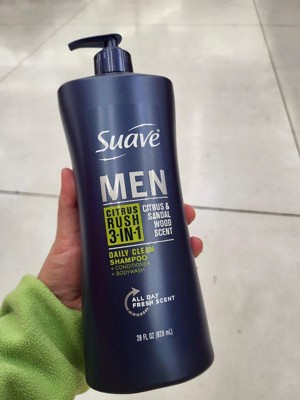 Suave
MEN
CITRUS
RUSH
3-IN-1
CITRUS &
SANDAL
WOOD
SCENT
DAILY CLEAN
SHAMPOO
+ CONDITIONER
+ BODYWASH
ALL DAY
FRESH SCENT
28 FL OZ (828 mL)